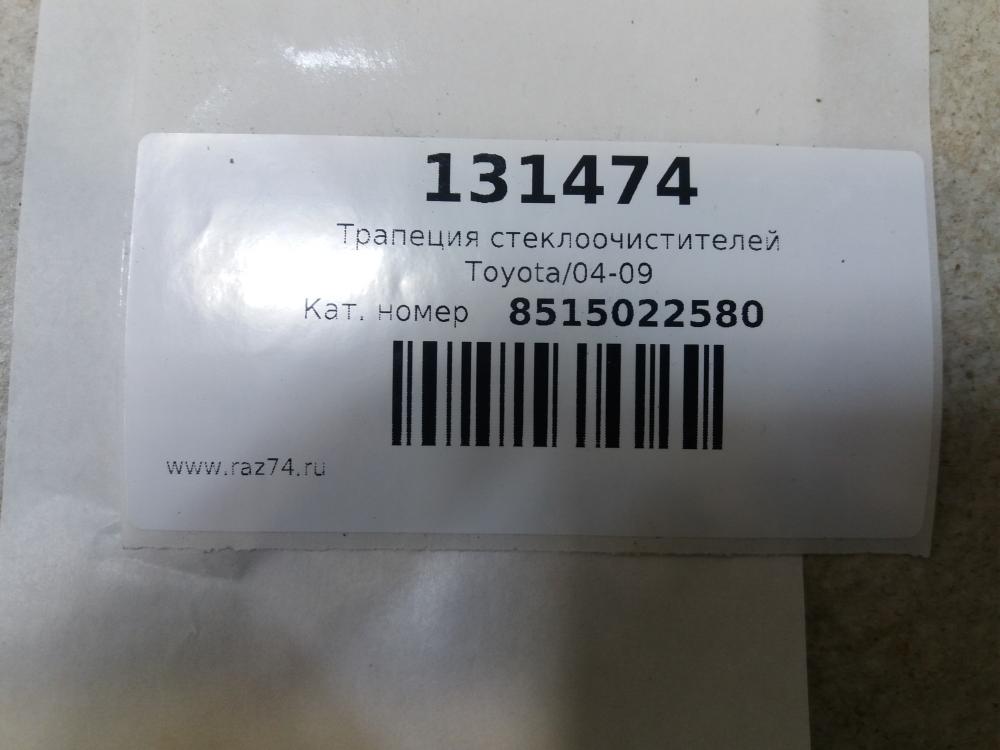 131474
Трапеция стеклоочистителей
Toyota/04-09
Кат. номер 8515022580
www.raz74.ru